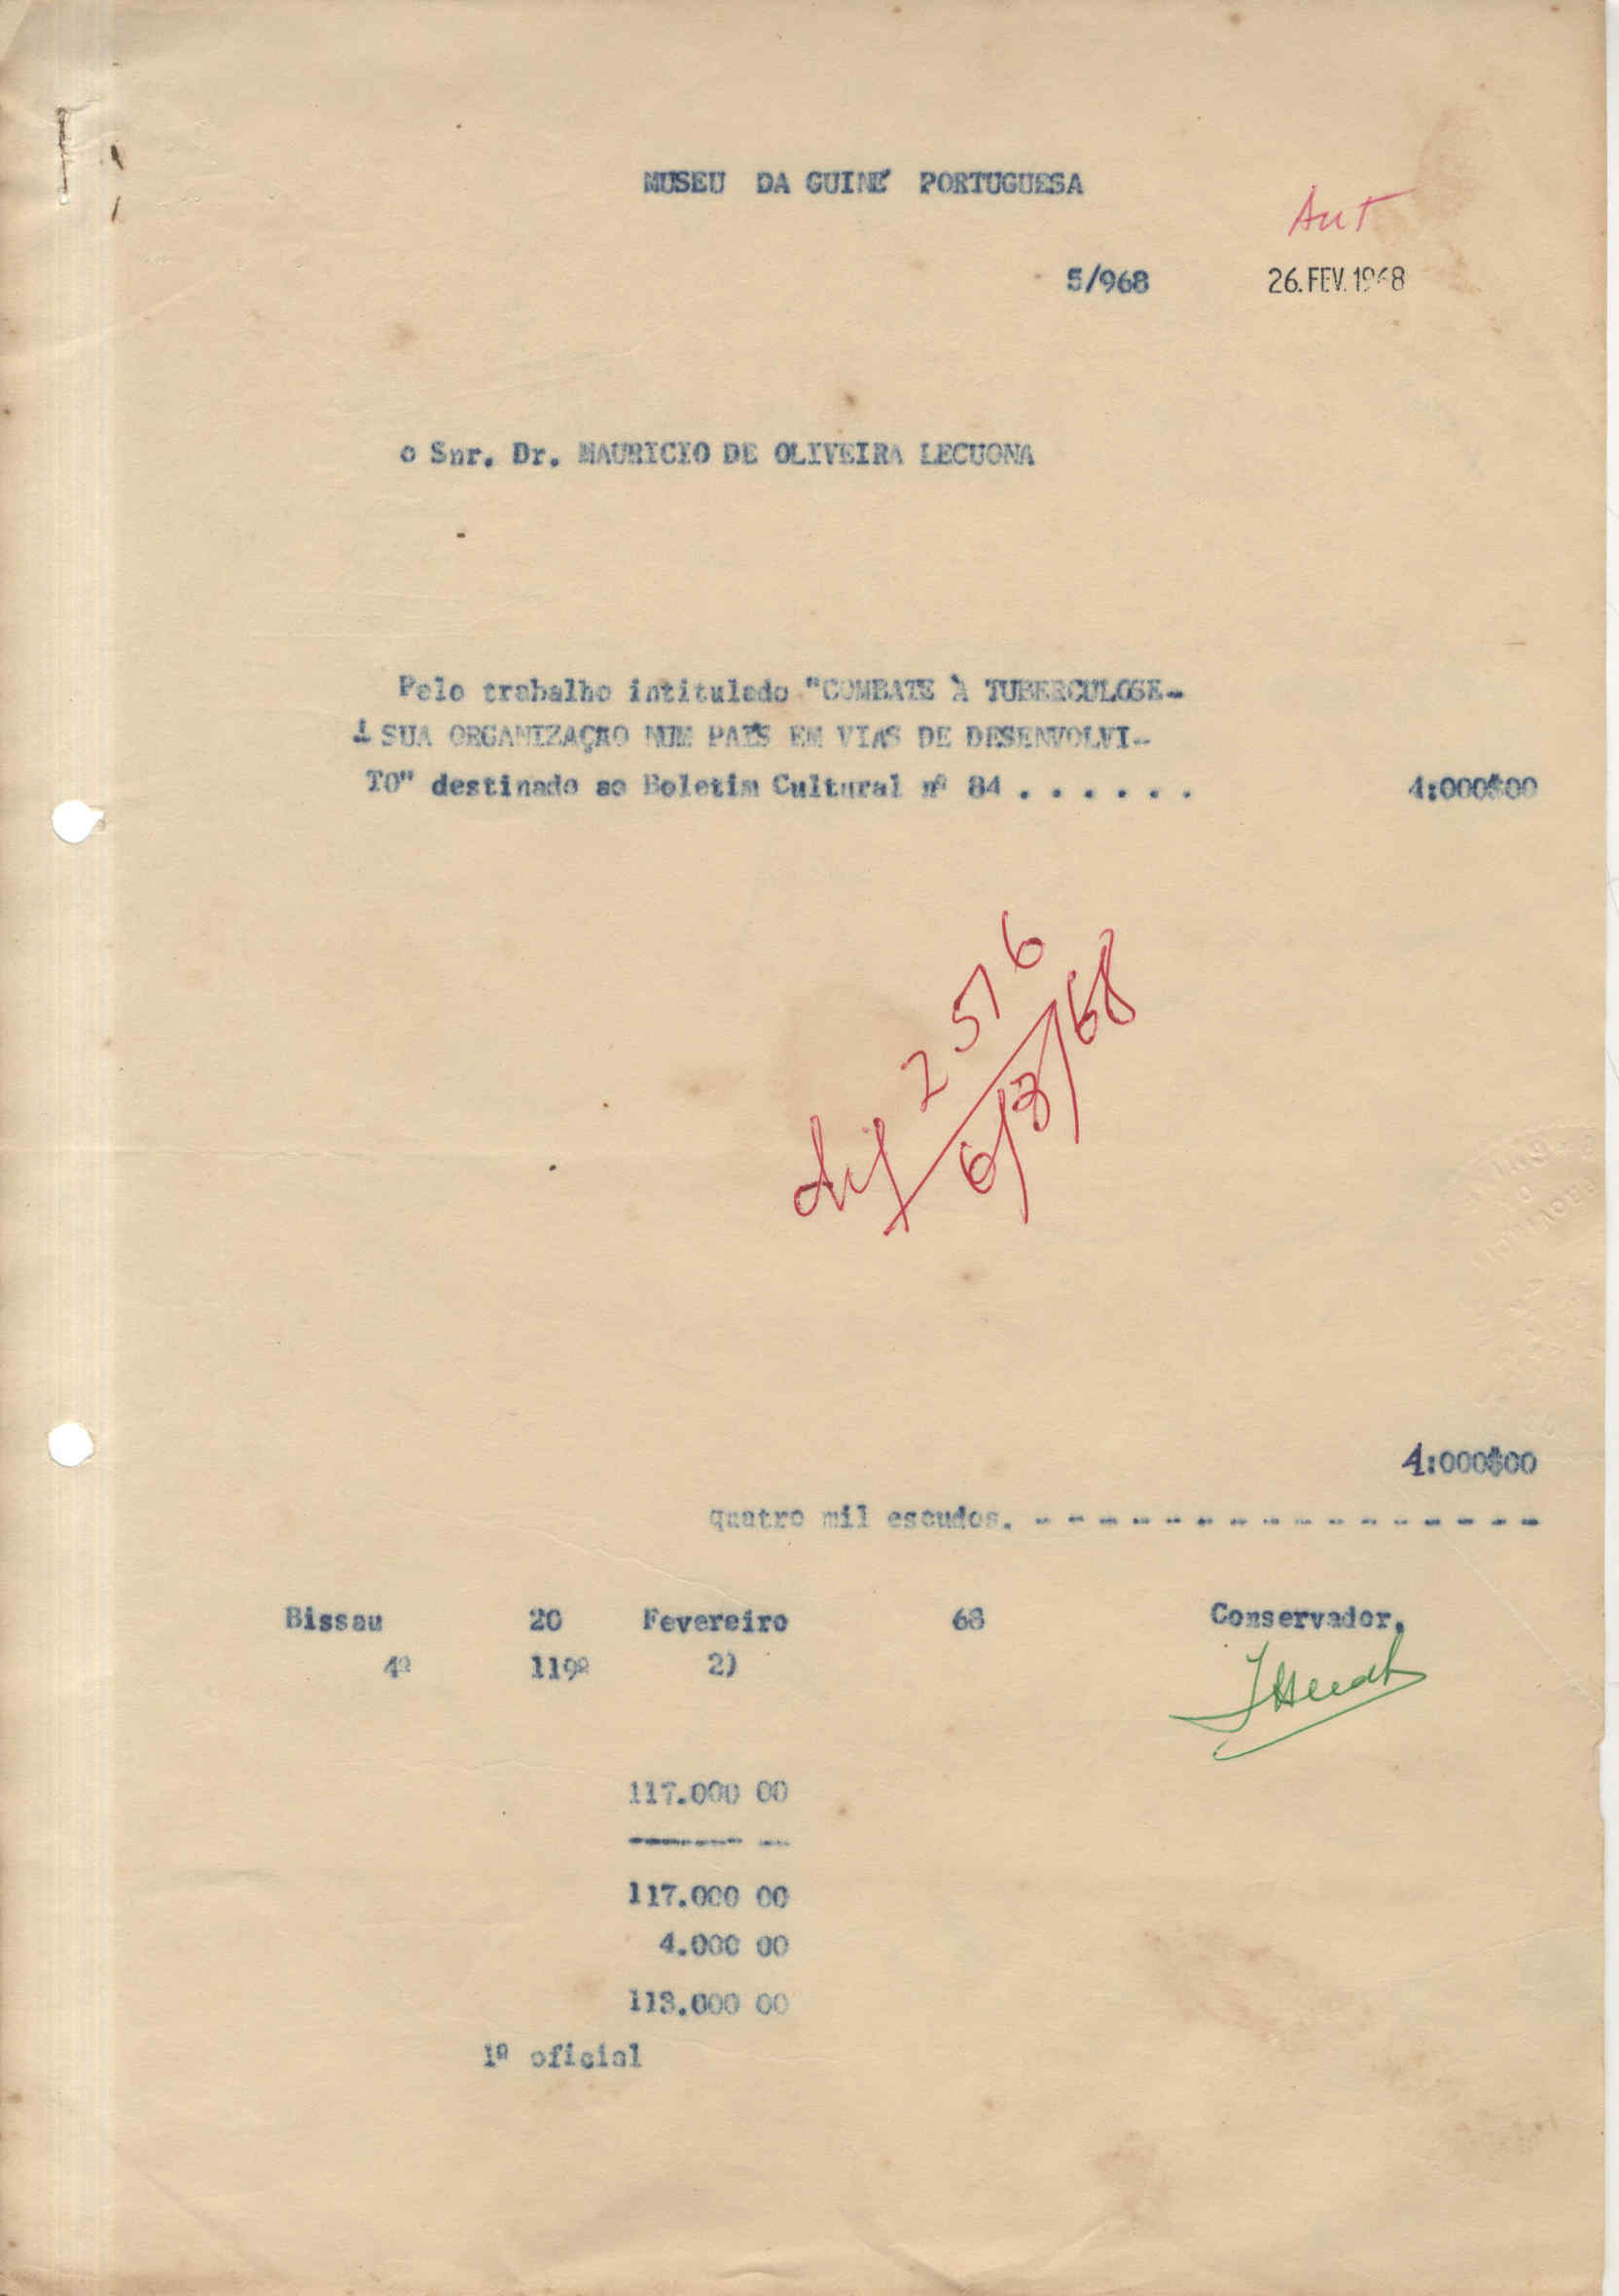 MUSEU DA GUINÉ PORTUGUESA
Aut
5/968 26. FEV. 1968
o Snr. Dr. MAURICIO DE OLIVEIRA LECUONA
Pelo trabalho intitulado "COMBATE À TUBERCULOSE-
SUA ORGANIZAÇÃO NUM PAÍS EM VIAS DE DESENVOLVI-
TO" destinado ao Boletim Cultural nº 84 . . . . . . 4:000$00
2 516
6/3/68
4:000$00
quatro mil escudos. - - - - - - - - - - - - - - - -
Bissau 20 Fevereiro 68 Conservador,
4º 119º 2)
117.000 00
------- --
117.000 00
4.000 00
113.000 00
1º oficial